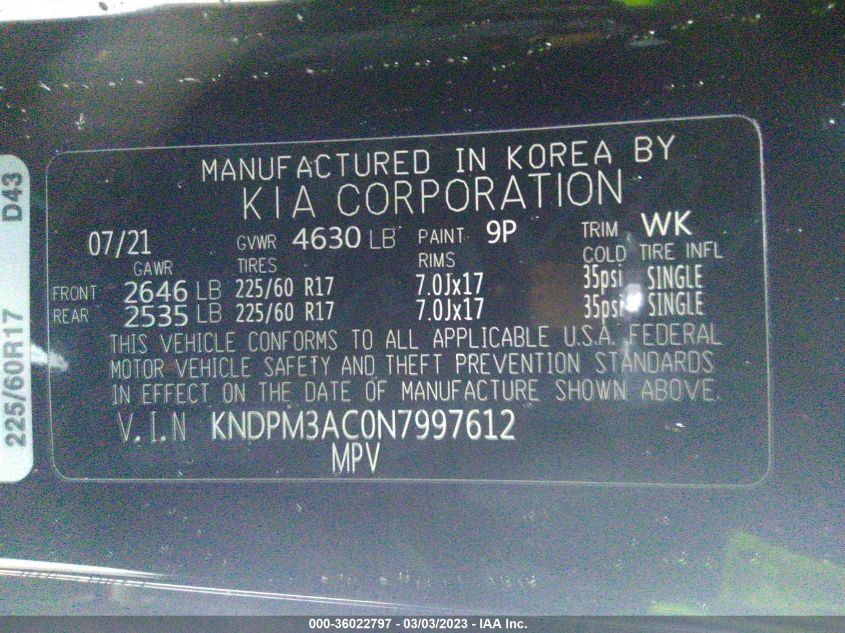 MANUFACTURED IN KOREA BY
KIA CORPORATION
07/21 GVWR 4630 LB PAINT 9P TRIM WK
GAWR TIRES RIMS COLD TIRE INFL
FRONT 2646 LB 225/60 R17 7.0Jx17 35psi SINGLE
REAR 2535 LB 225/60 R17 7.0Jx17 35psi SINGLE
THIS VEHICLE CONFORMS TO ALL APPLICABLE U.S.A. FEDERAL
MOTOR VEHICLE SAFETY AND THEFT PREVENTION STANDARDS
IN EFFECT ON THE DATE OF MANUFACTURE SHOWN ABOVE.
V.I.N KNDPM3AC0N7997612
MPV
225/60R17 D43
000-36022797 - 03/03/2023 - IAA Inc.